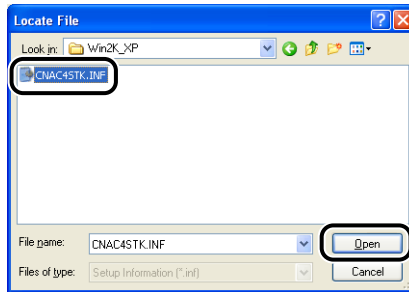 Locate File
Look in: Win2K_XP
CNAC4STK.INF
File name: CNAC4STK.INF Open
Files of type: Setup Information (*.inf) Cancel